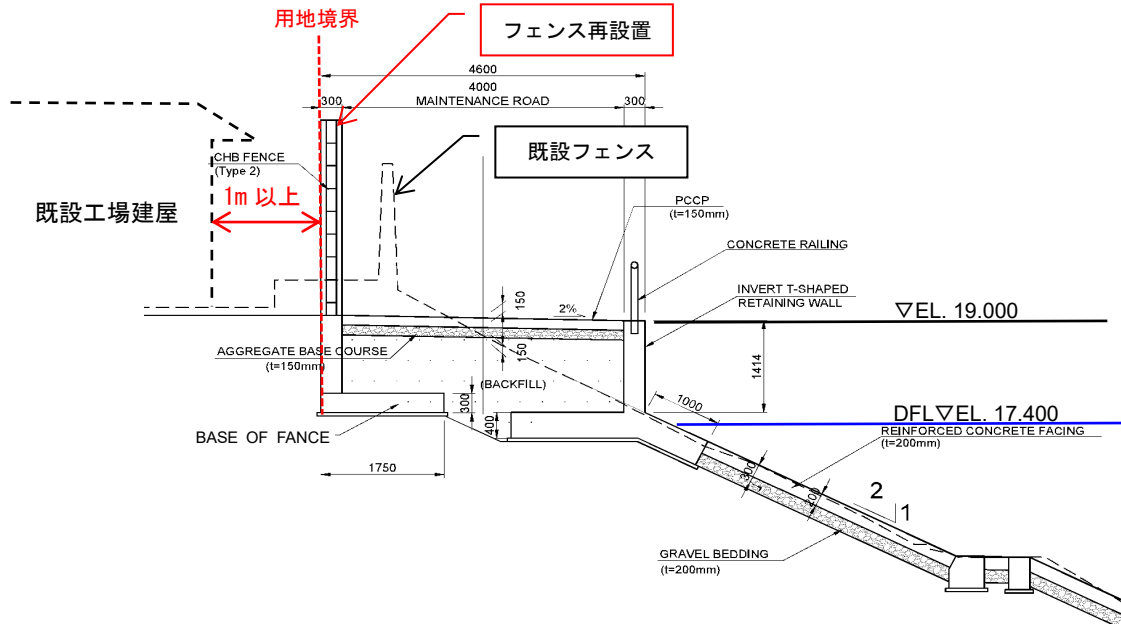 用地境界
フェンス再設置
4600
4000
300
MAINTENANCE ROAD
300
既設フェンス
CHB FENCE
(Type 2)
1m 以上
既設工場建屋
PCCP
(t=150mm)
CONCRETE RAILING
INVERT T-SHAPED
RETAINING WALL
150
2%
▽EL. 19.000
AGGREGATE BASE COURSE
(t=150mm)
150
1414
(BACKFILL)
300
400
1000
DFL▽EL. 17.400
BASE OF FANCE
REINFORCED CONCRETE FACING
(t=200mm)
1750
300
200
2
1
GRAVEL BEDDING
(t=200mm)